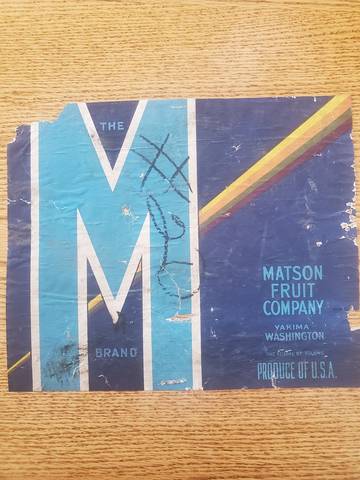 THE
M
BRAND
MATSON
FRUIT
COMPANY
YAKIMA
WASHINGTON
PRODUCE OF U.S.A.